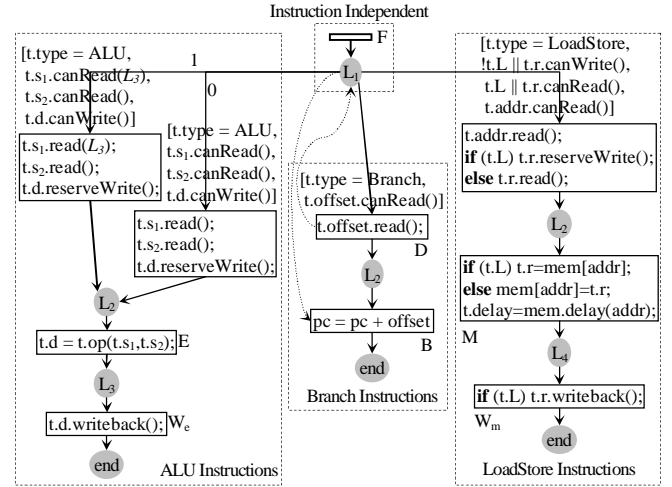 Instruction Independent
F
L1
1
0
[t.type = ALU,
t.s1.canRead(L3),
t.s2.canRead(),
t.d.canWrite()]
t.s1.read(L3);
t.s2.read();
t.d.reserveWrite();
[t.type = ALU,
t.s1.canRead(),
t.s2.canRead(),
t.d.canWrite()]
t.s1.read();
t.s2.read();
t.d.reserveWrite();
L2
t.d = t.op(t.s1,t.s2);
E
L3
t.d.writeback();
We
end
ALU Instructions
[t.type = Branch,
t.offset.canRead()]
t.offset.read();
D
L2
pc = pc + offset
B
end
Branch Instructions
[t.type = LoadStore,
!t.L || t.r.canWrite(),
t.L || t.r.canRead(),
t.addr.canRead()]
t.addr.read();
if (t.L) t.r.reserveWrite();
else t.r.read();
L2
if (t.L) t.r=mem[addr];
else mem[addr]=t.r;
t.delay=mem.delay(addr);
M
L4
if (t.L) t.r.writeback();
Wm
end
LoadStore Instructions